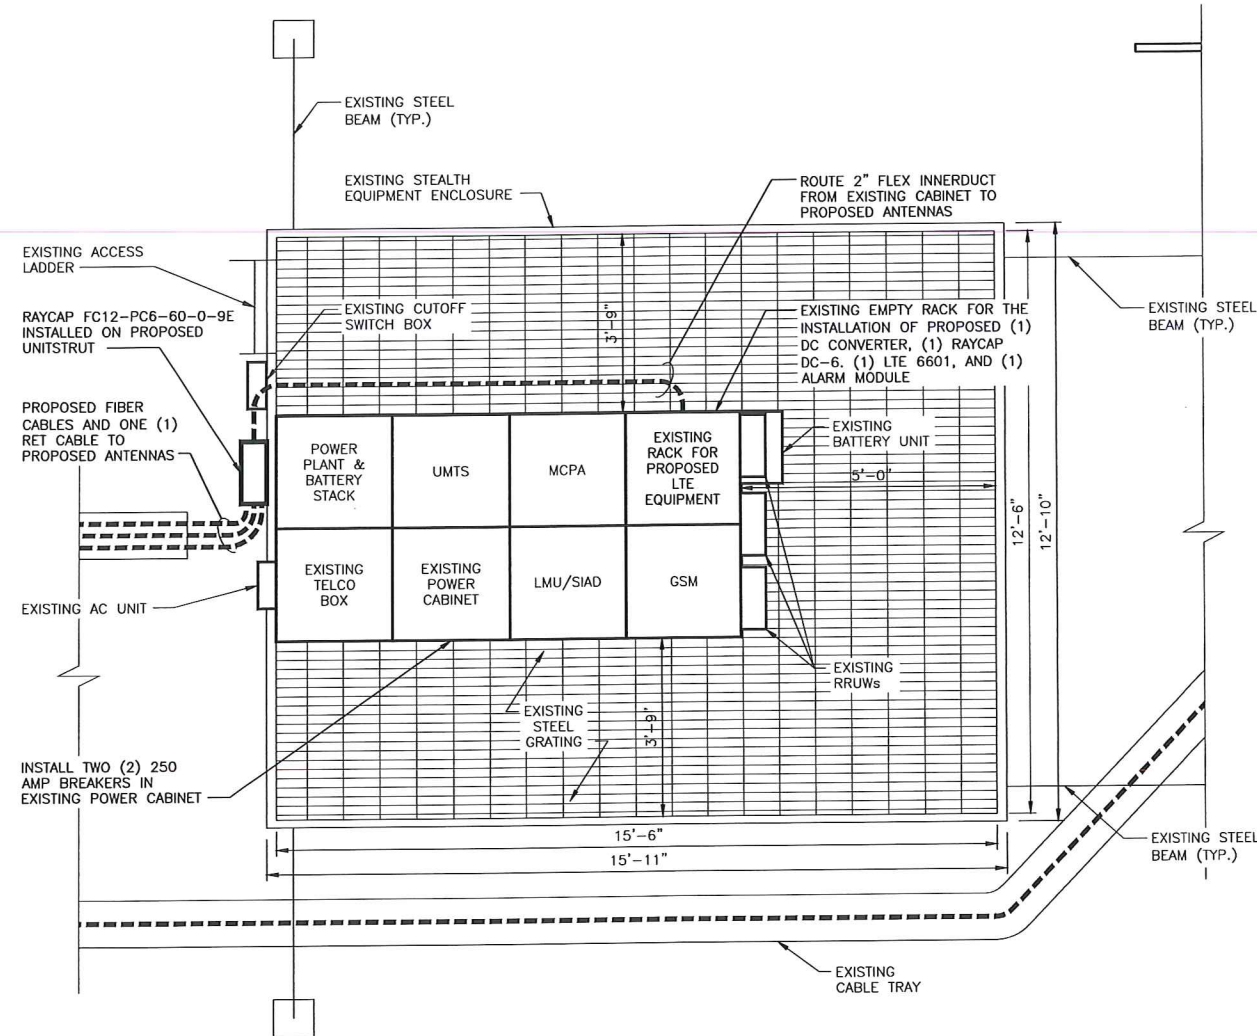 EXISTING STEEL
BEAM (TYP.)
EXISTING STEALTH
EQUIPMENT ENCLOSURE
ROUTE 2" FLEX INNERDUCT
FROM EXISTING CABINET TO
PROPOSED ANTENNAS
EXISTING ACCESS
LADDER
RAYCAP FC12-PC6-60-0-9E
INSTALLED ON PROPOSED
UNITSTRUT
EXISTING CUTOFF
SWITCH BOX
3'-9"
EXISTING EMPTY RACK FOR THE
INSTALLATION OF PROPOSED (1)
DC CONVERTER, (1) RAYCAP
DC-6. (1) LTE 6601, AND (1)
ALARM MODULE
EXISTING STEEL
BEAM (TYP.)
PROPOSED FIBER
CABLES AND ONE (1)
RET CABLE TO
PROPOSED ANTENNAS
POWER
PLANT &
BATTERY
STACK
UMTS
MCPA
EXISTING
RACK FOR
PROPOSED
LTE
EQUIPMENT
EXISTING
BATTERY UNIT
5'-0"
12'-6"
12'-10"
EXISTING AC UNIT
EXISTING
TELCO
BOX
EXISTING
POWER
CABINET
LMU/SIAD
GSM
EXISTING
RRUWs
EXISTING
STEEL
GRATING
3'-9"
INSTALL TWO (2) 250
AMP BREAKERS IN
EXISTING POWER CABINET
15'-6"
15'-11"
EXISTING STEEL
BEAM (TYP.)
EXISTING
CABLE TRAY